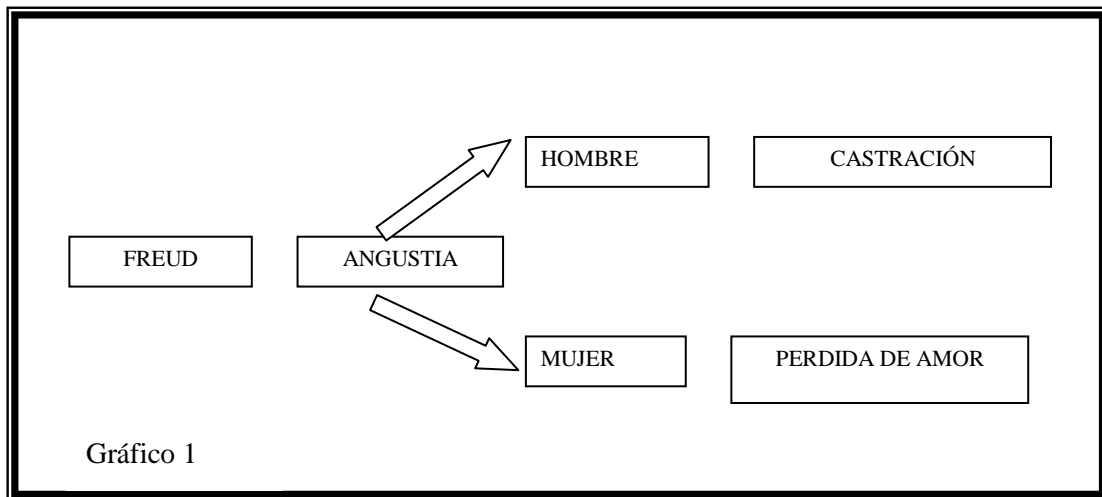 HOMBRE
CASTRACIÓN
FREUD
ANGUSTIA
MUJER
PERDIDA DE AMOR
Gráfico 1